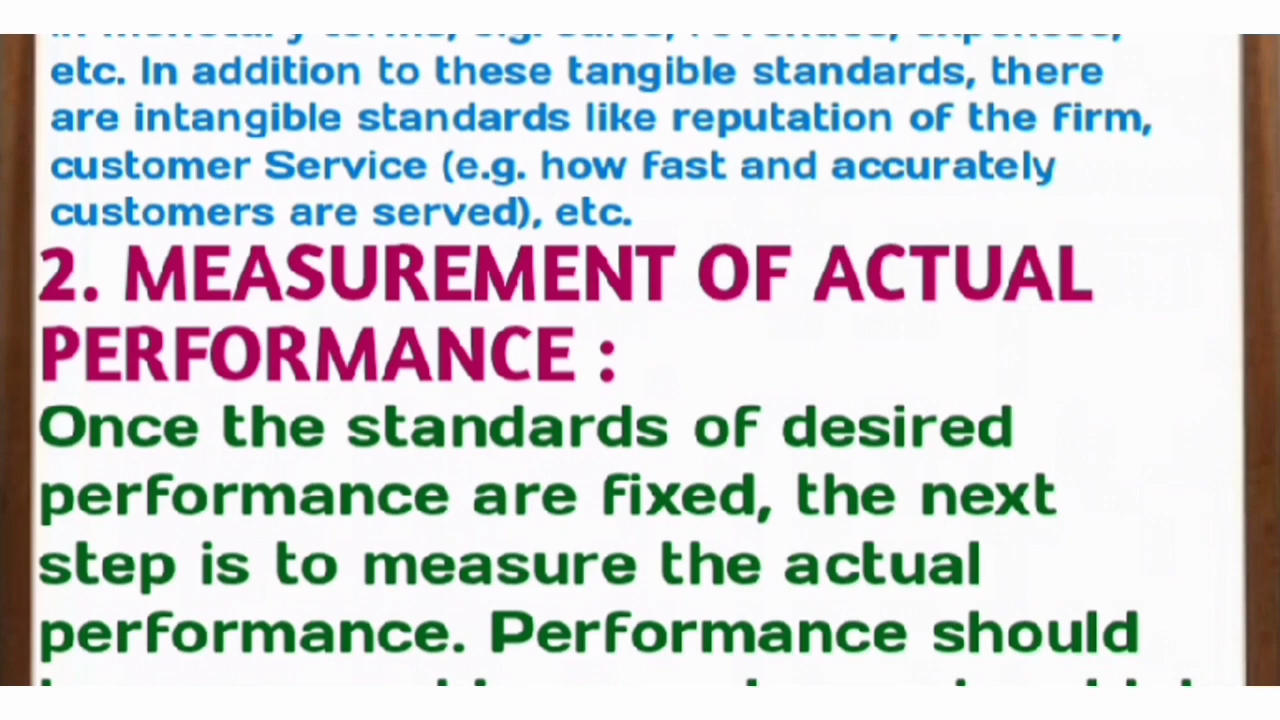 etc. In addition to these tangible standards, there
are intangible standards like reputation of the firm,
customer Service (e.g. how fast and accurately
customers are served), etc.
2. MEASUREMENT OF ACTUAL
PERFORMANCE :
Once the standards of desired
performance are fixed, the next
step is to measure the actual
performance. Performance should